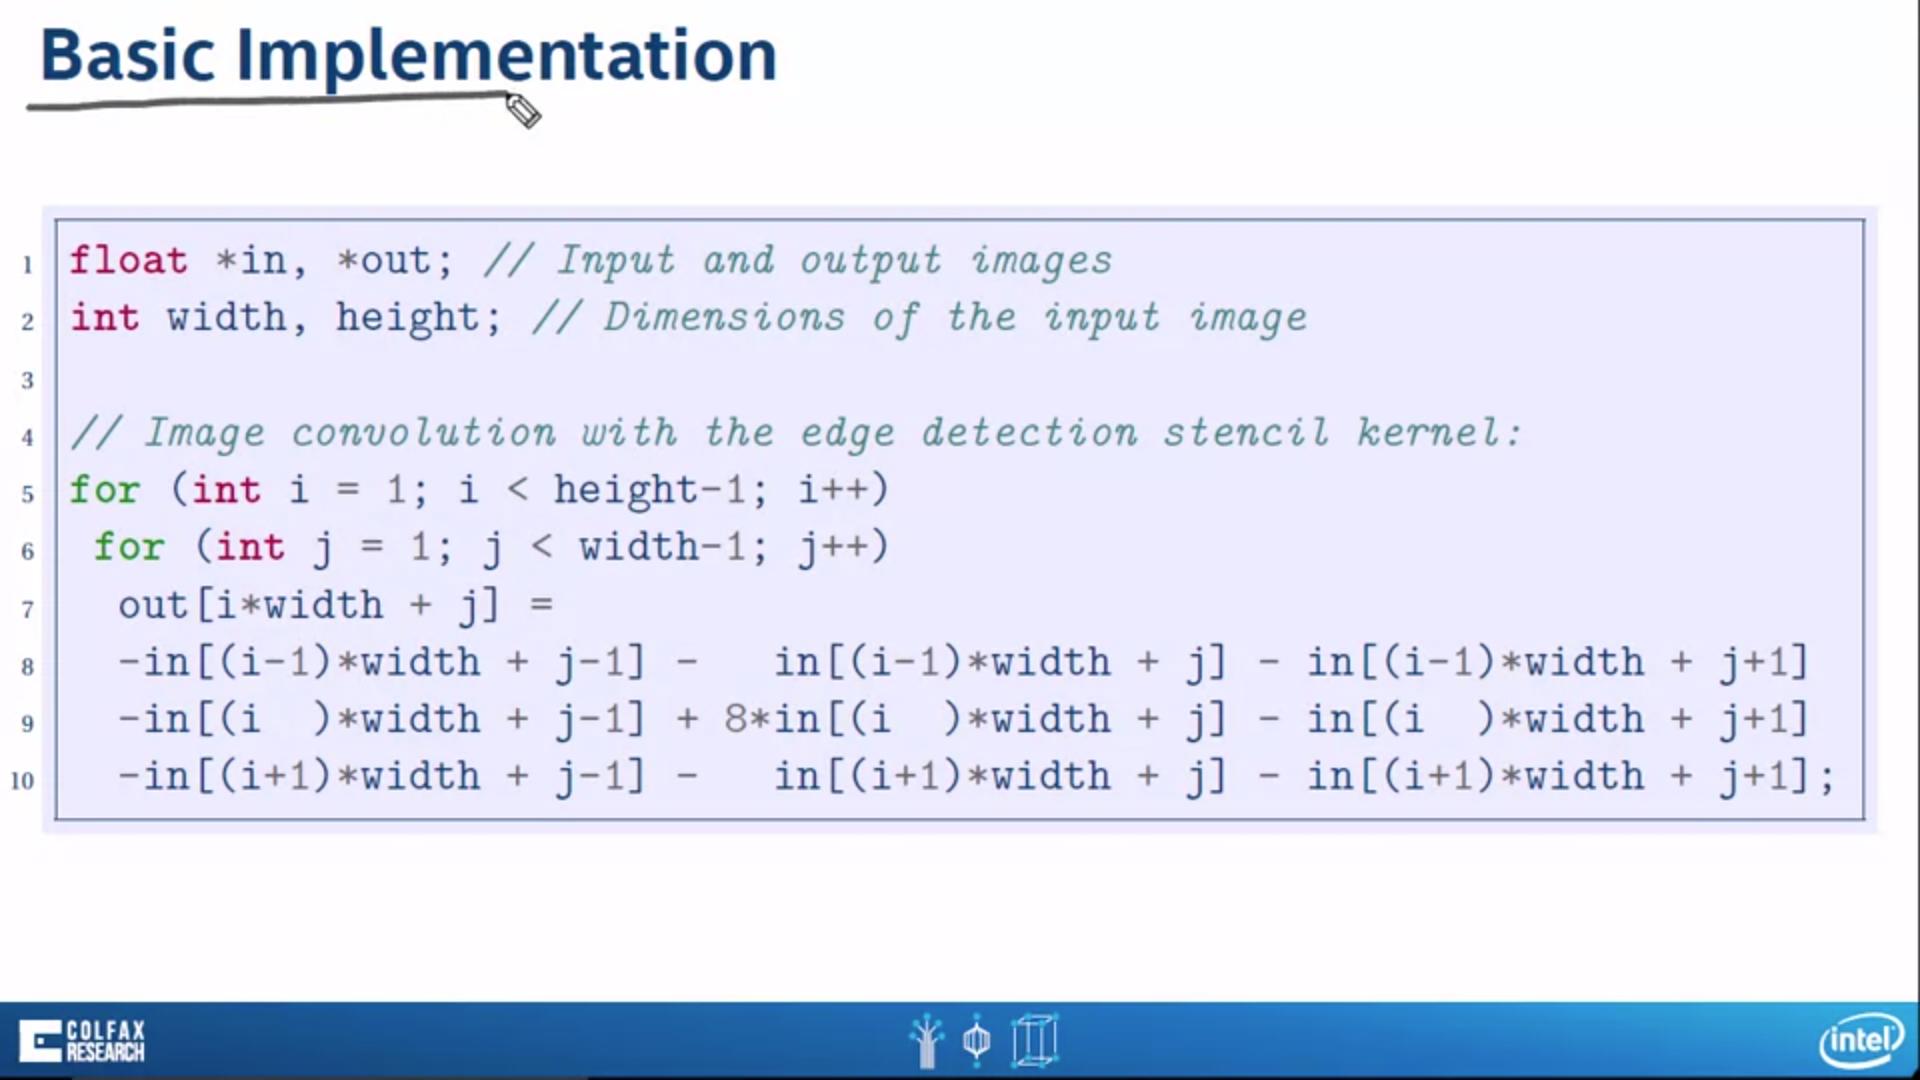 Basic Implementation
1 float *in, *out; // Input and output images
2 int width, height; // Dimensions of the input image
3
4 // Image convolution with the edge detection stencil kernel:
5 for (int i = 1; i < height-1; i++)
6 for (int j = 1; j < width-1; j++)
7 out[i*width + j] =
8 -in[(i-1)*width + j-1] - in[(i-1)*width + j] - in[(i-1)*width + j+1]
9 -in[(i )*width + j-1] + 8*in[(i )*width + j] - in[(i )*width + j+1]
10 -in[(i+1)*width + j-1] - in[(i+1)*width + j] - in[(i+1)*width + j+1];
COLFAX
RESEARCH
intel